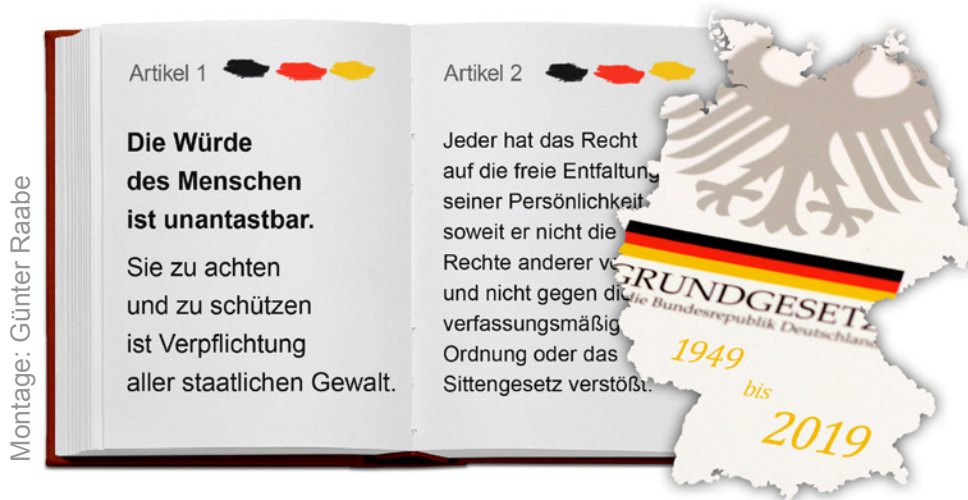 Artikel 1
Die Würde
des Menschen
ist unantastbar.
Sie zu achten
und zu schützen
ist Verpflichtung
aller staatlichen Gewalt.
Artikel 2
Jeder hat das Recht
auf die freie Entfaltung
seiner Persönlichkeit,
soweit er nicht die
Rechte anderer
und nicht gegen die
verfassungsmäßig
Ordnung oder das
Sittengesetz verstößt.
GRUNDGESETZ
die Bundesrepublik Deutschland
1949
bis
2019
Montage: Günter Raabe